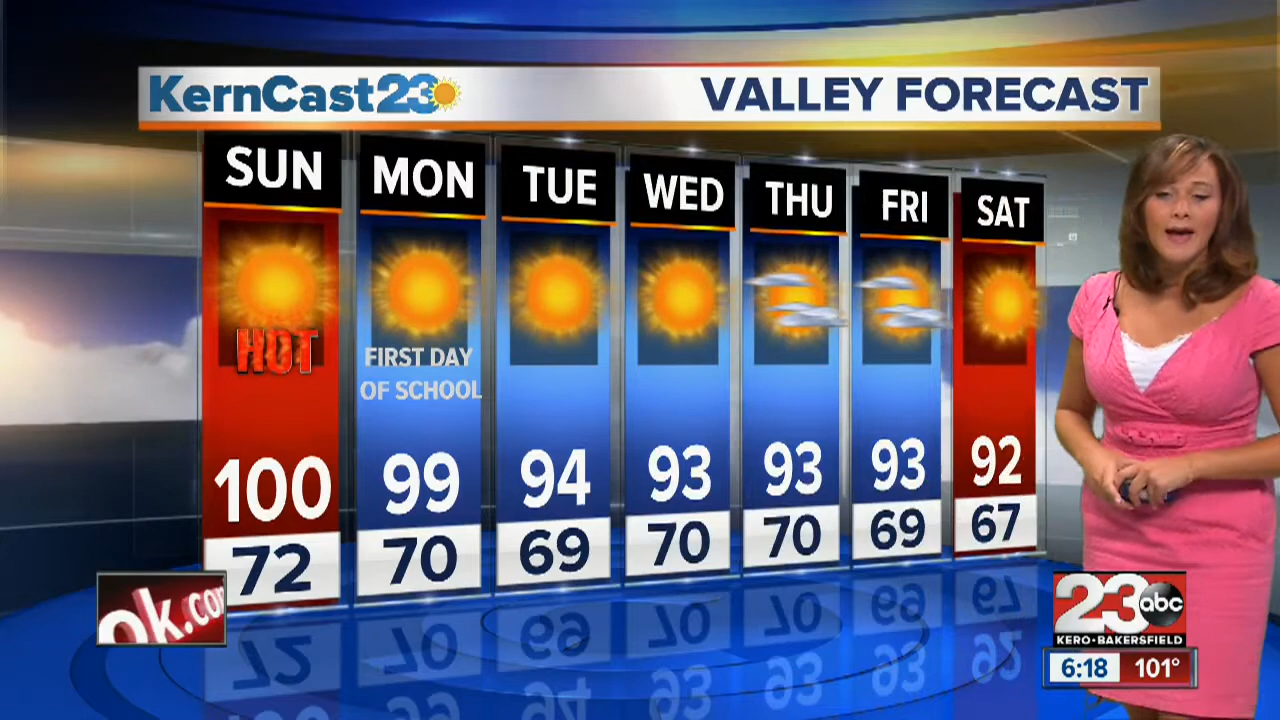 KernCast23
VALLEY FORECAST
SUN MON TUE WED THU FRI SAT
HOT
FIRST DAY
OF SCHOOL
100 99 94 93 93 93 92
72 70 69 70 70 69 67
ok.com
23 abc
KERO•BAKERSFIELD
6:18 101°